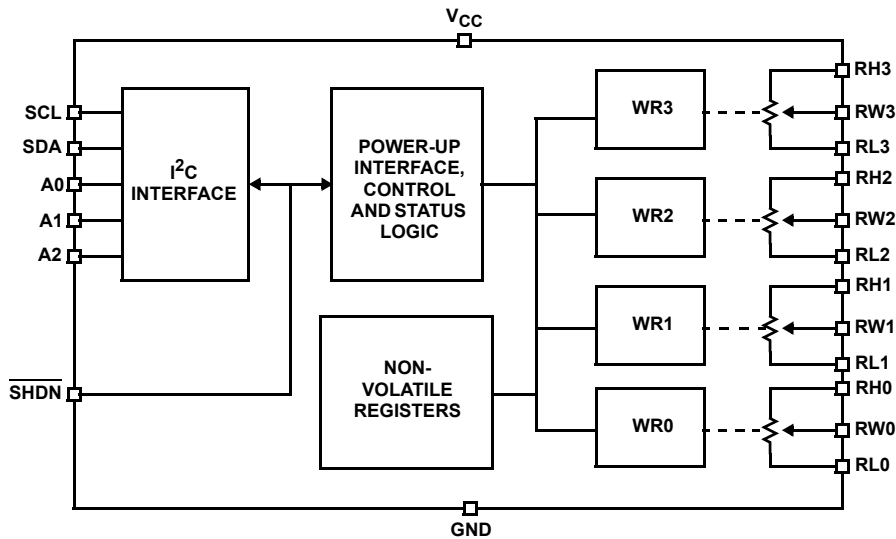 VCC
SCL
SDA
A0
A1
A2
SHDN
I2C
INTERFACE
POWER-UP
INTERFACE,
CONTROL
AND STATUS
LOGIC
NON-
VOLATILE
REGISTERS
WR3
WR2
WR1
WR0
RH3
RW3
RL3
RH2
RW2
RL2
RH1
RW1
RL1
RH0
RW0
RL0
GND